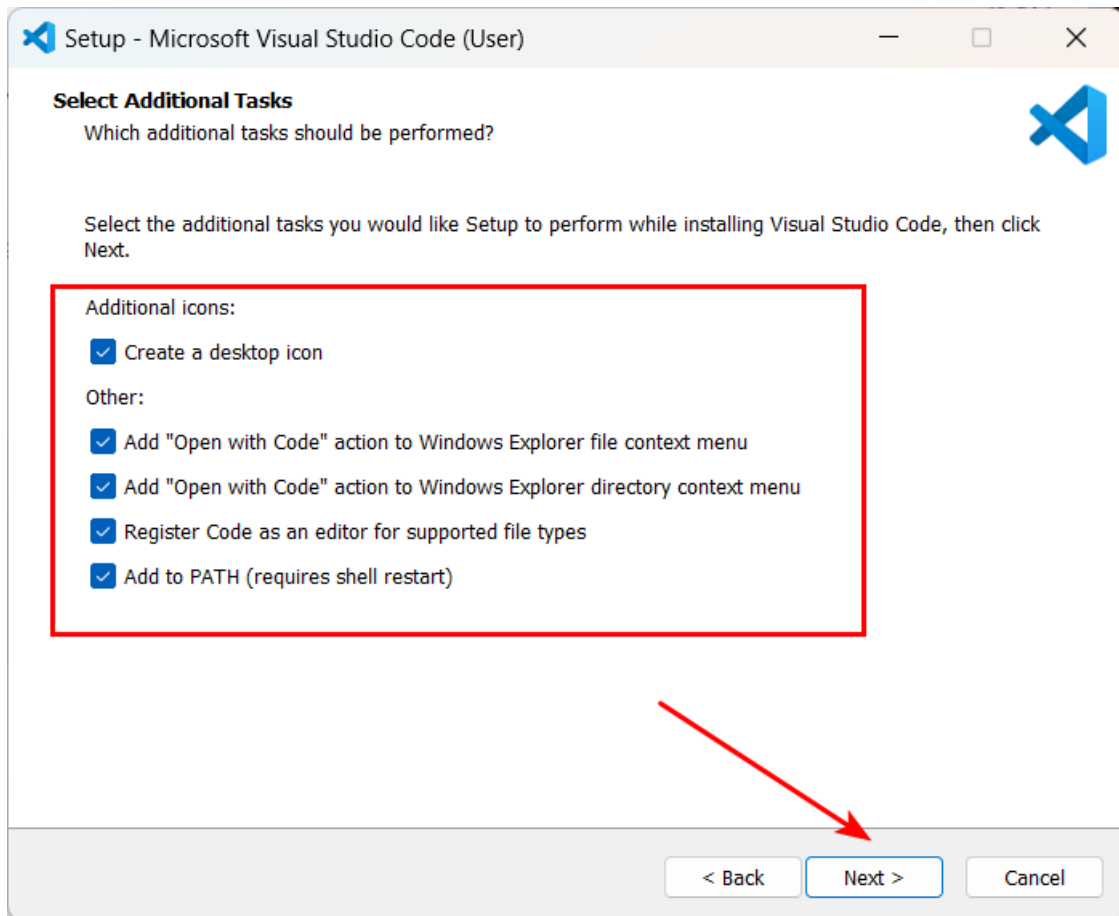 Setup - Microsoft Visual Studio Code (User)
Select Additional Tasks
Which additional tasks should be performed?
Select the additional tasks you would like Setup to perform while installing Visual Studio Code, then click
Next.
Additional icons:
Create a desktop icon
Other:
Add "Open with Code" action to Windows Explorer file context menu
Add "Open with Code" action to Windows Explorer directory context menu
Register Code as an editor for supported file types
Add to PATH (requires shell restart)
< Back Next > Cancel